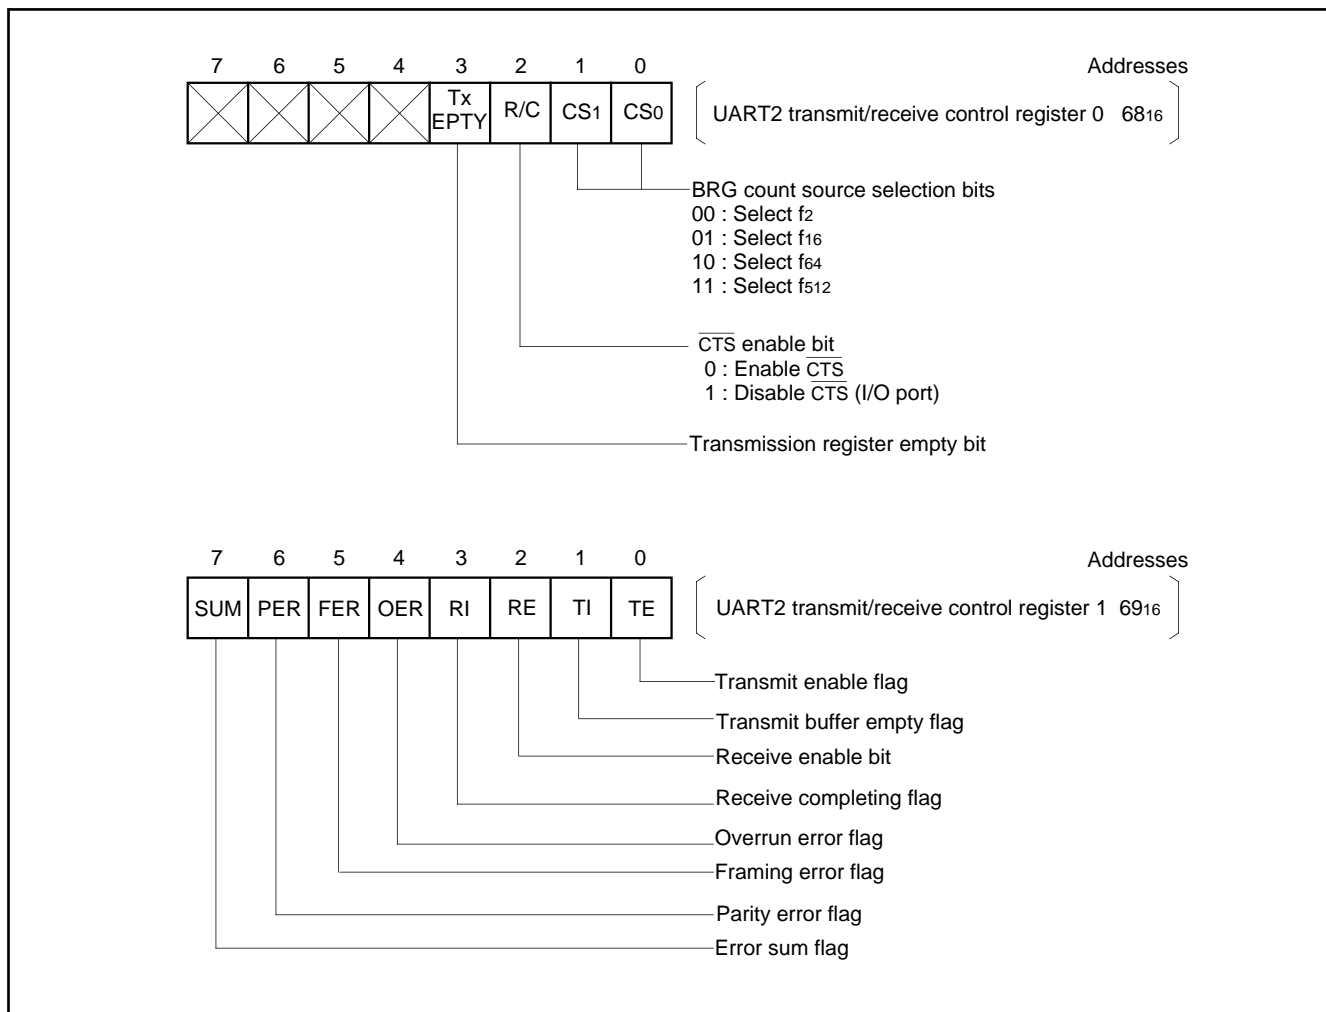 7 6 5 4 3 2 1 0 Addresses
Tx EPTY R/C CS1 CS0 UART2 transmit/receive control register 0 6816
BRG count source selection bits
00 : Select f2
01 : Select f16
10 : Select f64
11 : Select f512
CTS enable bit
0 : Enable CTS
1 : Disable CTS (I/O port)
Transmission register empty bit
7 6 5 4 3 2 1 0 Addresses
SUM PER FER OER RI RE TI TE UART2 transmit/receive control register 1 6916
Transmit enable flag
Transmit buffer empty flag
Receive enable bit
Receive completing flag
Overrun error flag
Framing error flag
Parity error flag
Error sum flag